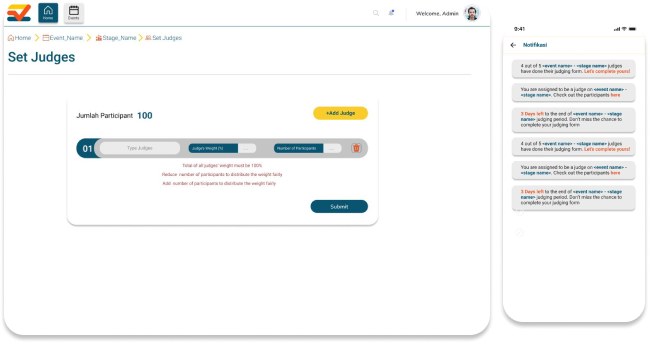 Home
Events
Welcome, Admin
Home > Event_Name > Stage_Name > Set Judges
Set Judges
Jumlah Participant 100
+Add Judge
01
Type Judges
Judge's Weight (%)
...
Number of Participants
...
Total of all judges' weight must be 100%
Reduce number of participants to distribute the weight fairly
Add number of participants to distribute the weight fairly
Submit
9:41
Notifikasi
4 out of 5 <event name> - <stage name> judges
have done their judging form. Let's complete yours!
You are assigned to be a judge on <event name> -
<stage name>. Check out the participants here
3 Days left to the end of <event name> - <stage
name> judging period. Don't miss the chance to
complete your judging form
4 out of 5 <event name> - <stage name> judges
have done their judging form. Let's complete yours!
You are assigned to be a judge on <event name> -
<stage name>. Check out the participants here
3 Days left to the end of <event name> - <stage
name> judging period. Don't miss the chance to
complete your judging form